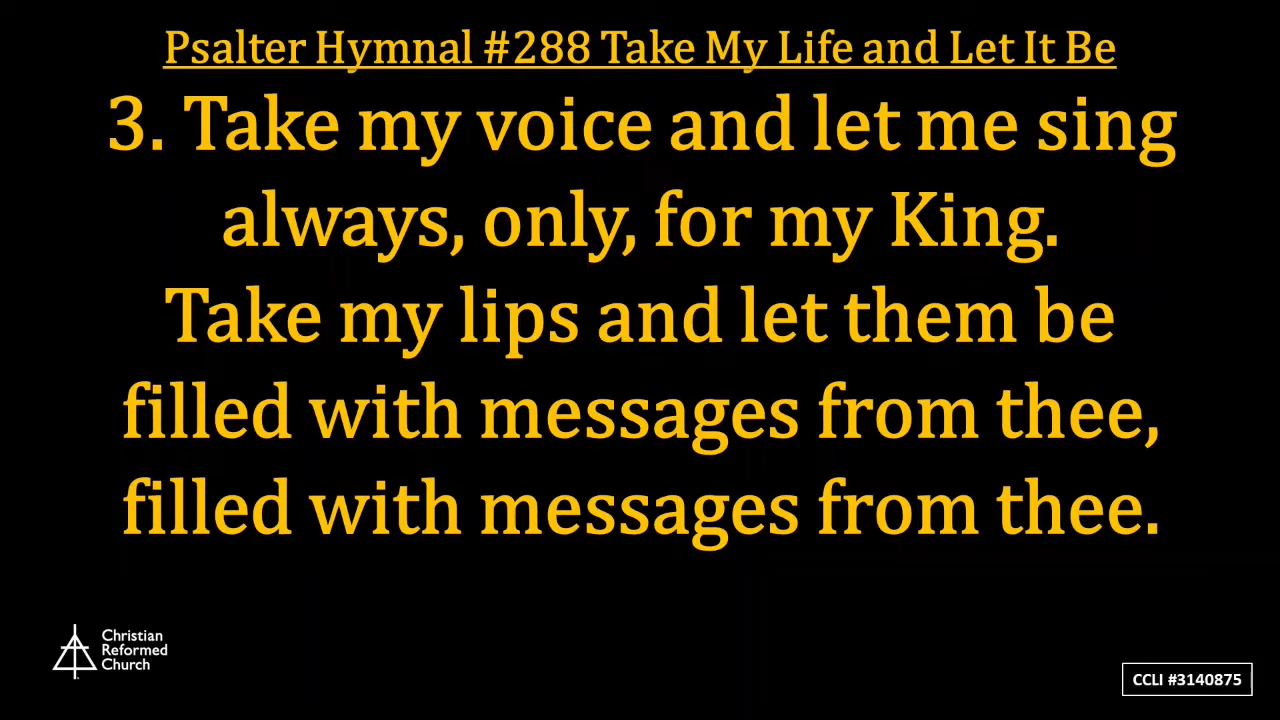 Psalter Hymnal #288 Take My Life and Let It Be
3. Take my voice and let me sing
always, only, for my King.
Take my lips and let them be
filled with messages from thee,
filled with messages from thee.
Christian
Reformed
Church
CCLI #3140875